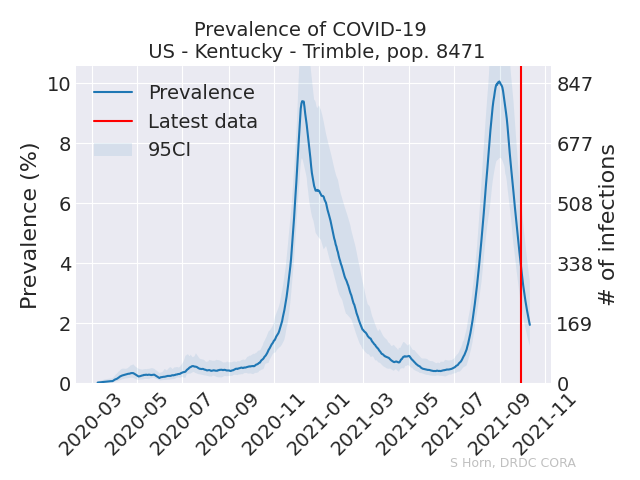 Prevalence of COVID-19
US - Kentucky - Trimble, pop. 8471
Prevalence
Latest data
95CI
Prevalence (%)
10
8
6
4
2
0
847
677
508
338
169
0
# of infections
2020-03
2020-05
2020-07
2020-09
2020-11
2021-01
2021-03
2021-05
2021-07
2021-09
2021-11
S Horn, DRDC CORA